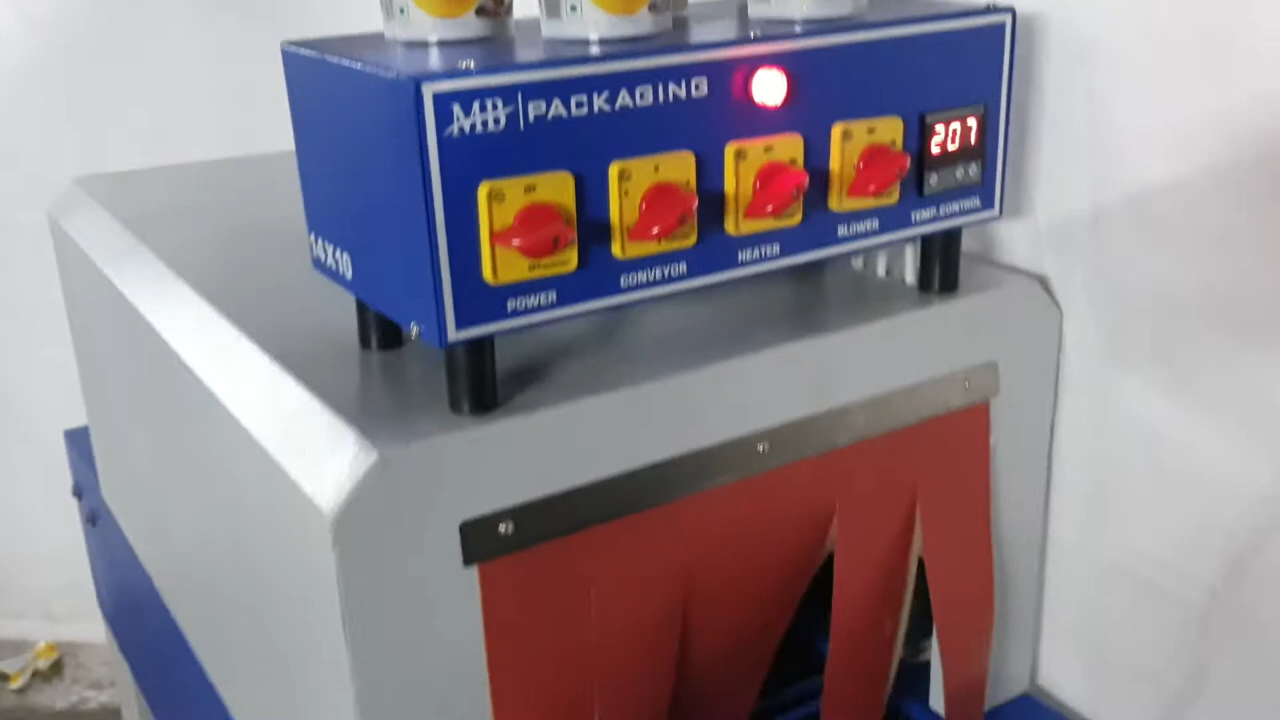 MB | PACKAGING
207
POWER
CONVEYOR
HEATER
BLOWER
TEMP.CONTROL
14X10